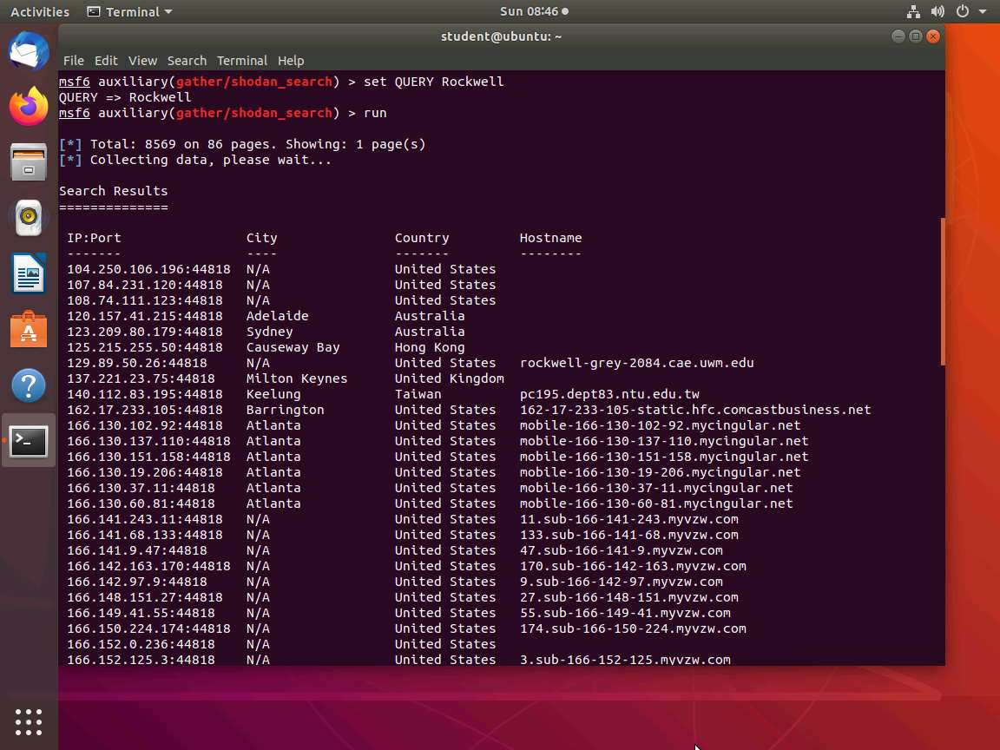 Activities Terminal Sun 08:46
student@ubuntu: ~
File Edit View Search Terminal Help
msf6 auxiliary(gather/shodan_search) > set QUERY Rockwell
QUERY => Rockwell
msf6 auxiliary(gather/shodan_search) > run
[*] Total: 8569 on 86 pages. Showing: 1 page(s)
[*] Collecting data, please wait...
Search Results
==============
IP:Port City Country Hostname
------- ---- ------- --------
104.250.106.196:44818 N/A United States
107.84.231.120:44818 N/A United States
108.74.111.123:44818 N/A United States
120.157.41.215:44818 Adelaide Australia
123.209.80.179:44818 Sydney Australia
125.215.255.50:44818 Causeway Bay Hong Kong
129.89.50.26:44818 N/A United States rockwell-grey-2084.cae.uwm.edu
137.221.23.75:44818 Milton Keynes United Kingdom
140.112.83.195:44818 Keelung Taiwan pc195.dept83.ntu.edu.tw
162.17.233.105:44818 Barrington United States 162-17-233-105-static.hfc.comcastbusiness.net
166.130.102.92:44818 Atlanta United States mobile-166-130-102-92.mycingular.net
166.130.137.110:44818 Atlanta United States mobile-166-130-137-110.mycingular.net
166.130.151.158:44818 Atlanta United States mobile-166-130-151-158.mycingular.net
166.130.19.206:44818 Atlanta United States mobile-166-130-19-206.mycingular.net
166.130.37.11:44818 Atlanta United States mobile-166-130-37-11.mycingular.net
166.130.60.81:44818 Atlanta United States mobile-166-130-60-81.mycingular.net
166.141.243.11:44818 N/A United States 11.sub-166-141-243.myvzw.com
166.141.68.133:44818 N/A United States 133.sub-166-141-68.myvzw.com
166.141.9.47:44818 N/A United States 47.sub-166-141-9.myvzw.com
166.142.163.170:44818 N/A United States 170.sub-166-142-163.myvzw.com
166.142.97.9:44818 N/A United States 9.sub-166-142-97.myvzw.com
166.148.151.27:44818 N/A United States 27.sub-166-148-151.myvzw.com
166.149.41.55:44818 N/A United States 55.sub-166-149-41.myvzw.com
166.150.224.174:44818 N/A United States 174.sub-166-150-224.myvzw.com
166.152.0.236:44818 N/A United States
166.152.125.3:44818 N/A United States 3.sub-166-152-125.myvzw.com